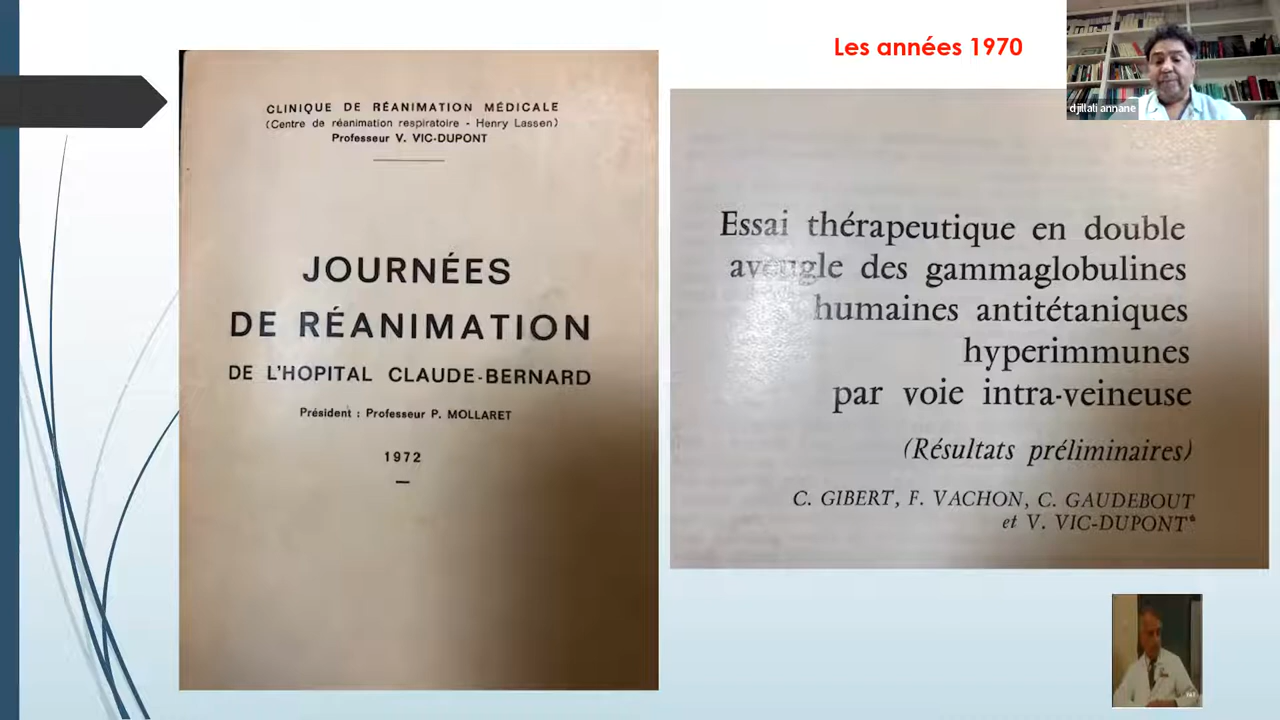 Les années 1970
djillali annane
CLINIQUE DE RÉANIMATION MÉDICALE
(Centre de réanimation respiratoire - Henry Lassen)
Professeur V. VIC-DUPONT
JOURNÉES
DE RÉANIMATION
DE L'HOPITAL CLAUDE-BERNARD
Président : Professeur P. MOLLARET
1972
Essai thérapeutique en double
aveugle des gammaglobulines
humaines antitétaniques
hyperimmunes
par voie intra-veineuse
(Résultats préliminaires)
C. GIBERT, F. VACHON, C. GAUDEBOUT
et V. VIC-DUPONT*